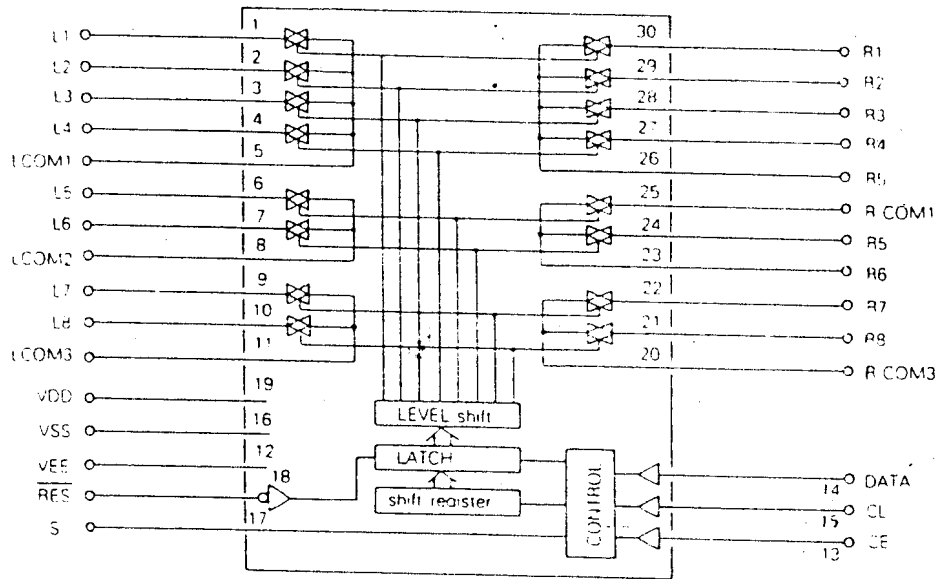 L1
1
2
L2
3
L3
4
L4
5
LCOM1
6
L5
7
L6
8
LCOM2
9
L7
10
L8
11
LCOM3
19
VDD
16
VSS
12
VEE
18
RES
17
S
30
R1
29
R2
28
R3
27
R4
26
R5
25
R COM1
24
R5
23
R6
22
R7
21
R8
20
R COM3
LEVEL shift
LATCH
shift register
CONTROL
14
DATA
15
CL
13
CE